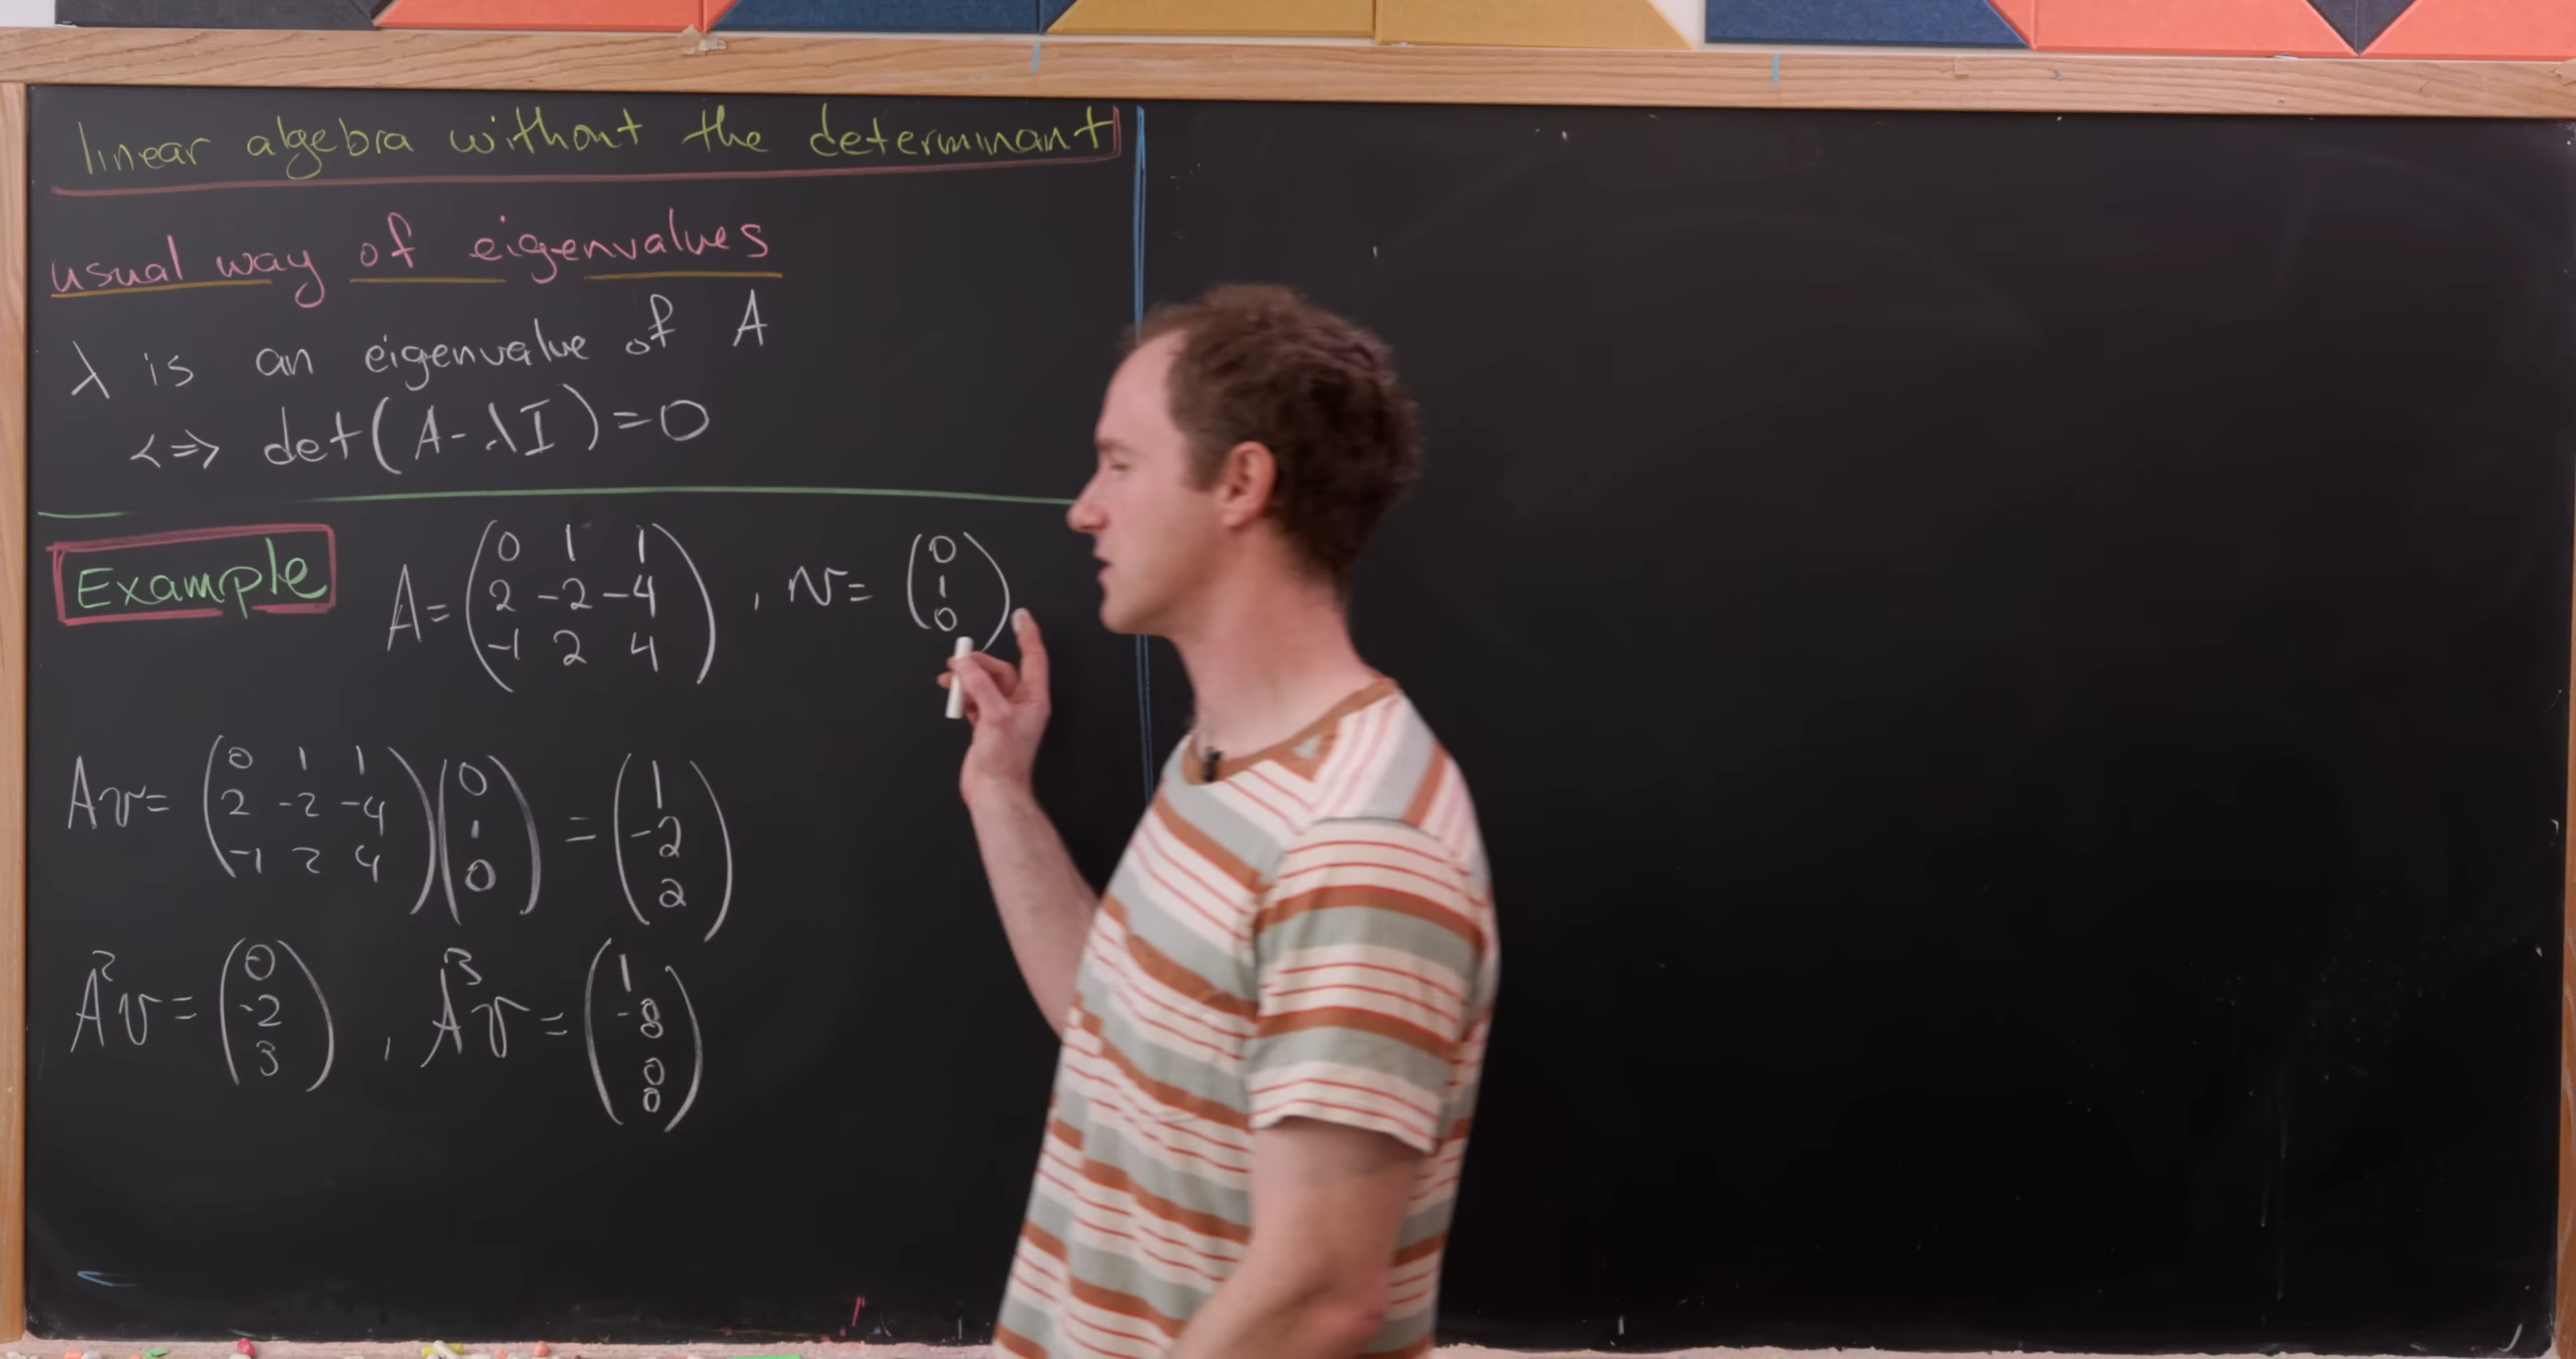 linear algebra without the determinant
usual way of eigenvalues
λ is an eigenvalue of A
<=> det(A-λI)=0
Example A= (0 1 1; 2 -2 -4; -1 2 4), v= (0; 1; 0)
Av= (0 1 1; 2 -2 -4; -1 2 4)(0; 1; 0) = (1; -2; 2)
A²v= (0; -2; 3), A³v= (1; -8; 8)